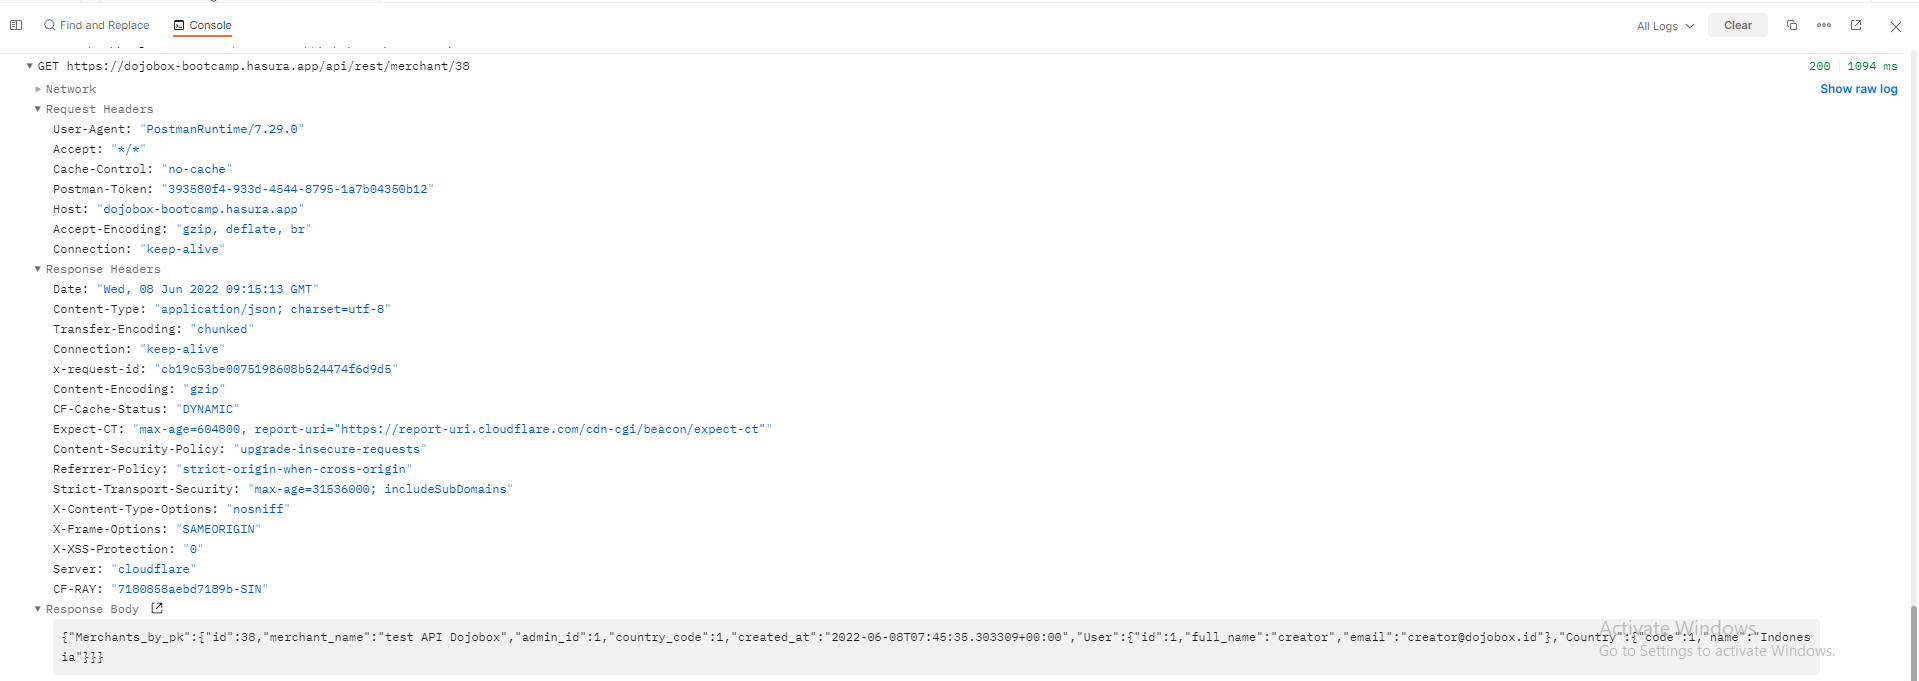 Find and Replace Console All Logs Clear
GET https://dojobox-bootcamp.hasura.app/api/rest/merchant/38 200 1094 ms
Network Show raw log
Request Headers
User-Agent: "PostmanRuntime/7.29.0"
Accept: "*/*"
Cache-Control: "no-cache"
Postman-Token: "393580f4-933d-4544-8795-1a7b04350b12"
Host: "dojobox-bootcamp.hasura.app"
Accept-Encoding: "gzip, deflate, br"
Connection: "keep-alive"
Response Headers
Date: "Wed, 08 Jun 2022 09:15:13 GMT"
Content-Type: "application/json; charset=utf-8"
Transfer-Encoding: "chunked"
Connection: "keep-alive"
x-request-id: "cb19c53be0075198608b524474f6d9d5"
Content-Encoding: "gzip"
CF-Cache-Status: "DYNAMIC"
Expect-CT: "max-age=604800, report-uri="https://report-uri.cloudflare.com/cdn-cgi/beacon/expect-ct""
Content-Security-Policy: "upgrade-insecure-requests"
Referrer-Policy: "strict-origin-when-cross-origin"
Strict-Transport-Security: "max-age=31536000; includeSubDomains"
X-Content-Type-Options: "nosniff"
X-Frame-Options: "SAMEORIGIN"
X-XSS-Protection: "0"
Server: "cloudflare"
CF-RAY: "7180858aebd7189b-SIN"
Response Body
{"Merchants_by_pk":{"id":38,"merchant_name":"test API Dojobox","admin_id":1,"country_code":1,"created_at":"2022-06-08T07:45:35.303309+00:00","User":{"id":1,"full_name":"creator","email":"creator@dojobox.id"},"Country":{"code":1,"name":"Indones
ia"}}}
Activate Windows
Go to Settings to activate Windows.